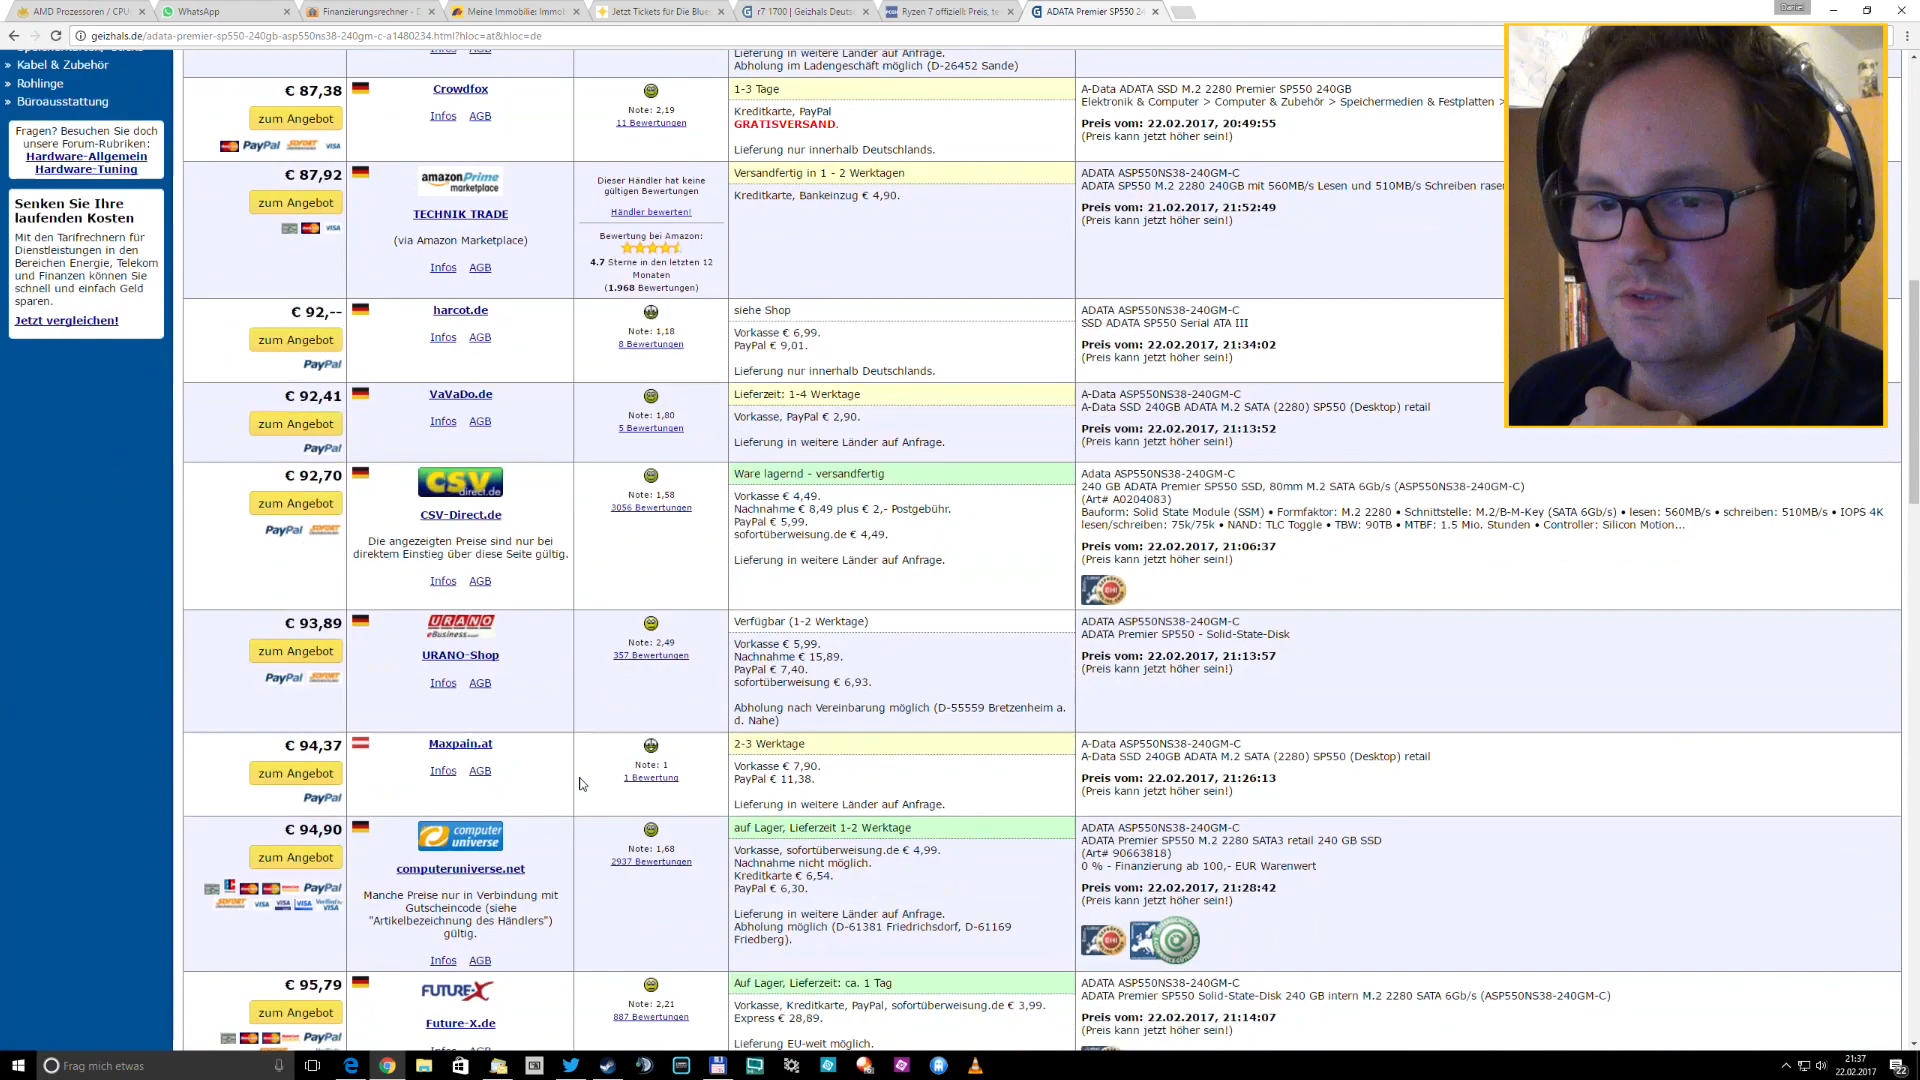 AMD Prozessoren / CPU
WhatsApp
Finanzierungsrechner - D
Meine Immobilie: Immob
Jetzt Tickets für Die Blues
r7 1700 | Geizhals Deutsc
Ryzen 7 offiziell: Preis, te
ADATA Premier SP550 24
Daniel
geizhals.de/adata-premier-sp550-240gb-asp550ns38-240gm-c-a1480234.html?hloc=at&hloc=de
» Kabel & Zubehör
» Rohlinge
» Büroausstattung
Fragen? Besuchen Sie doch
unsere Forum-Rubriken:
Hardware-Allgemein
Hardware-Tuning
Senken Sie Ihre
laufenden Kosten
Mit den Tarifrechnern für
Dienstleistungen in den
Bereichen Energie, Telekom
und Finanzen können Sie
schnell und einfach Geld
sparen.
Jetzt vergleichen!
Infos AGB
Lieferung in weitere Länder auf Anfrage.
Abholung im Ladengeschäft möglich (D-26452 Sande)
€ 87,38
zum Angebot
PayPal SOFORT VISA
Crowdfox
Infos AGB
Note: 2,19
11 Bewertungen
1-3 Tage
Kreditkarte, PayPal
GRATISVERSAND.
Lieferung nur innerhalb Deutschlands.
A-Data ADATA SSD M.2 2280 Premier SP550 240GB
Elektronik & Computer > Computer & Zubehör > Speichermedien & Festplatten >
Preis vom: 22.02.2017, 20:49:55
(Preis kann jetzt höher sein!)
€ 87,92
zum Angebot
VISA
amazonPrime
marketplace
TECHNIK TRADE
(via Amazon Marketplace)
Infos AGB
Dieser Händler hat keine
gültigen Bewertungen
Händler bewerten!
Bewertung bei Amazon:
4.7 Sterne in den letzten 12
Monaten
(1.968 Bewertungen)
Versandfertig in 1 - 2 Werktagen
Kreditkarte, Bankeinzug € 4,90.
ADATA ASP550NS38-240GM-C
ADATA SP550 M.2 2280 240GB mit 560MB/s Lesen und 510MB/s Schreiben rasen
Preis vom: 21.02.2017, 21:52:49
(Preis kann jetzt höher sein!)
€ 92,--
zum Angebot
PayPal
harcot.de
Infos AGB
Note: 1,18
8 Bewertungen
siehe Shop
Vorkasse € 6,99.
PayPal € 9,01.
Lieferung nur innerhalb Deutschlands.
ADATA ASP550NS38-240GM-C
SSD ADATA SP550 Serial ATA III
Preis vom: 22.02.2017, 21:34:02
(Preis kann jetzt höher sein!)
€ 92,41
zum Angebot
PayPal
VaVaDo.de
Infos AGB
Note: 1,80
5 Bewertungen
Lieferzeit: 1-4 Werktage
Vorkasse, PayPal € 2,90.
Lieferung in weitere Länder auf Anfrage.
A-Data ASP550NS38-240GM-C
A-Data SSD 240GB ADATA M.2 SATA (2280) SP550 (Desktop) retail
Preis vom: 22.02.2017, 21:13:52
(Preis kann jetzt höher sein!)
€ 92,70
zum Angebot
PayPal SOFORT
CSV
direct.de
CSV-Direct.de
Die angezeigten Preise sind nur bei
direktem Einstieg über diese Seite gültig.
Infos AGB
Note: 1,58
3056 Bewertungen
Ware lagernd - versandfertig
Vorkasse € 4,49.
Nachnahme € 8,49 plus € 2,- Postgebühr.
PayPal € 5,99.
sofortüberweisung.de € 4,49.
Lieferung in weitere Länder auf Anfrage.
Adata ASP550NS38-240GM-C
240 GB ADATA Premier SP550 SSD, 80mm M.2 SATA 6Gb/s (ASP550NS38-240GM-C)
(Art# A0204083)
Bauform: Solid State Module (SSM) • Formfaktor: M.2 2280 • Schnittstelle: M.2/B-M-Key (SATA 6Gb/s) • lesen: 560MB/s • schreiben: 510MB/s • IOPS 4K
lesen/schreiben: 75k/75k • NAND: TLC Toggle • TBW: 90TB • MTBF: 1.5 Mio. Stunden • Controller: Silicon Motion...
Preis vom: 22.02.2017, 21:06:37
(Preis kann jetzt höher sein!)
€ 93,89
zum Angebot
PayPal SOFORT
URANO
eBusiness
URANO-Shop
Infos AGB
Note: 2,49
357 Bewertungen
Verfügbar (1-2 Werktage)
Vorkasse € 5,99.
Nachnahme € 15,89.
PayPal € 7,40.
sofortüberweisung € 6,93.
Abholung nach Vereinbarung möglich (D-55559 Bretzenheim a.
d. Nahe)
ADATA ASP550NS38-240GM-C
ADATA Premier SP550 - Solid-State-Disk
Preis vom: 22.02.2017, 21:13:57
(Preis kann jetzt höher sein!)
€ 94,37
zum Angebot
PayPal
Maxpain.at
Infos AGB
Note: 1
1 Bewertung
2-3 Werktage
Vorkasse € 7,90.
PayPal € 11,38.
Lieferung in weitere Länder auf Anfrage.
A-Data ASP550NS38-240GM-C
A-Data SSD 240GB ADATA M.2 SATA (2280) SP550 (Desktop) retail
Preis vom: 22.02.2017, 21:26:13
(Preis kann jetzt höher sein!)
€ 94,90
zum Angebot
PayPal
SOFORT VISA VISA VISA
computer
universe
computeruniverse.net
Manche Preise nur in Verbindung mit
Gutscheincode (siehe
"Artikelbezeichnung des Händlers")
gültig.
Infos AGB
Note: 1,68
2937 Bewertungen
auf Lager, Lieferzeit 1-2 Werktage
Vorkasse, sofortüberweisung.de € 4,99.
Nachnahme nicht möglich.
Kreditkarte € 6,54.
PayPal € 6,30.
Lieferung in weitere Länder auf Anfrage.
Abholung möglich (D-61381 Friedrichsdorf, D-61169
Friedberg).
ADATA ASP550NS38-240GM-C
ADATA Premier SP550 M.2 2280 SATA3 retail 240 GB SSD
(Art# 90663818)
0 % - Finanzierung ab 100,- EUR Warenwert
Preis vom: 22.02.2017, 21:28:42
(Preis kann jetzt höher sein!)
€ 95,79
zum Angebot
PayPal
FUTURE-X
Future-X.de
Note: 2,21
887 Bewertungen
Auf Lager, Lieferzeit: ca. 1 Tag
Vorkasse, Kreditkarte, PayPal, sofortüberweisung.de € 3,99.
Express € 28,89.
Lieferung EU-weit möglich.
ADATA ASP550NS38-240GM-C
ADATA Premier SP550 Solid-State-Disk 240 GB intern M.2 2280 SATA 6Gb/s (ASP550NS38-240GM-C)
Preis vom: 22.02.2017, 21:14:07
(Preis kann jetzt höher sein!)
Frag mich etwas
21:37
22.02.2017
22